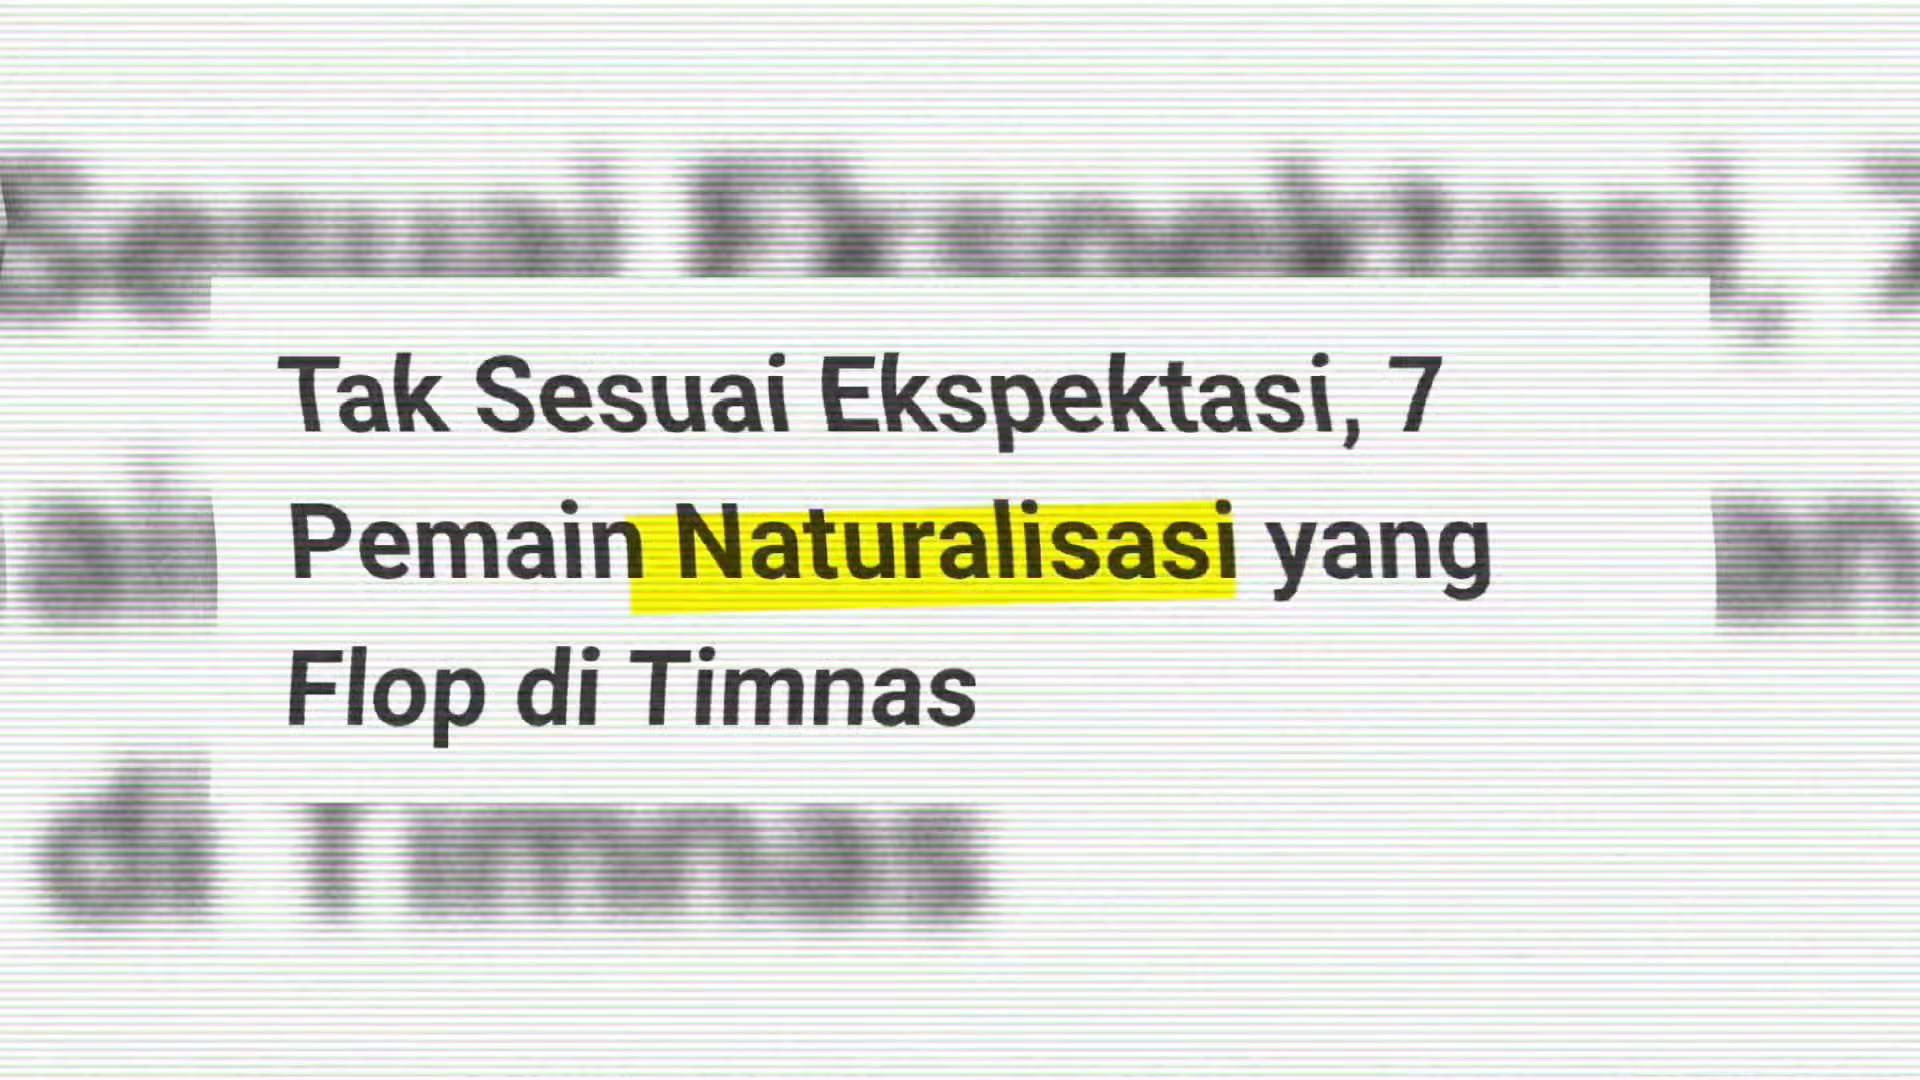 Tak Sesuai Ekspektasi, 7
Pemain Naturalisasi yang
Flop di Timnas